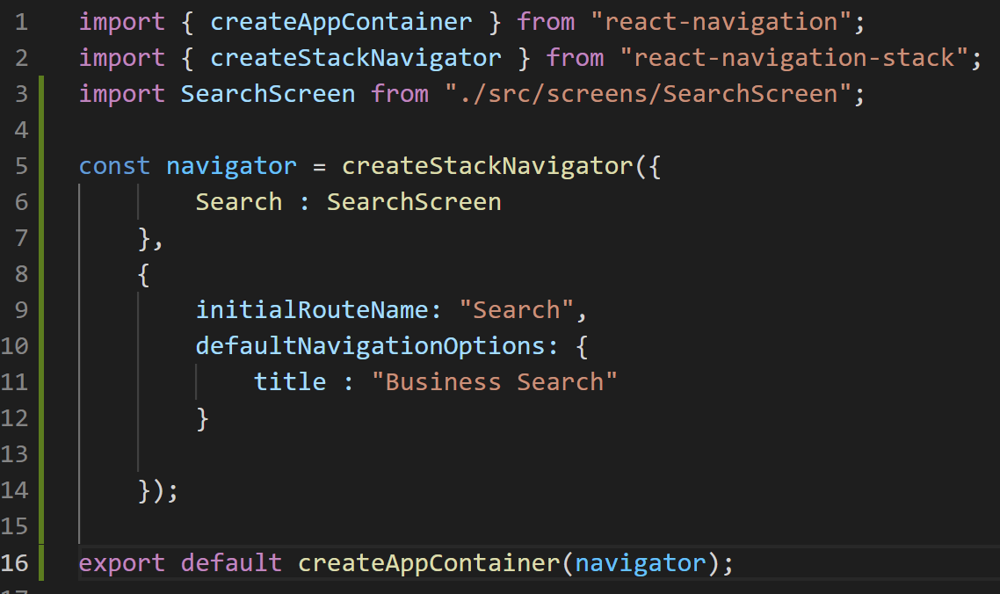 1 import { createAppContainer } from "react-navigation";
2 import { createStackNavigator } from "react-navigation-stack";
3 import SearchScreen from "./src/screens/SearchScreen";
4
5 const navigator = createStackNavigator({
6 Search : SearchScreen
7 },
8 {
9 initialRouteName: "Search",
10 defaultNavigationOptions: {
11 title : "Business Search"
12 }
13
14 });
15
16 export default createAppContainer(navigator);
17